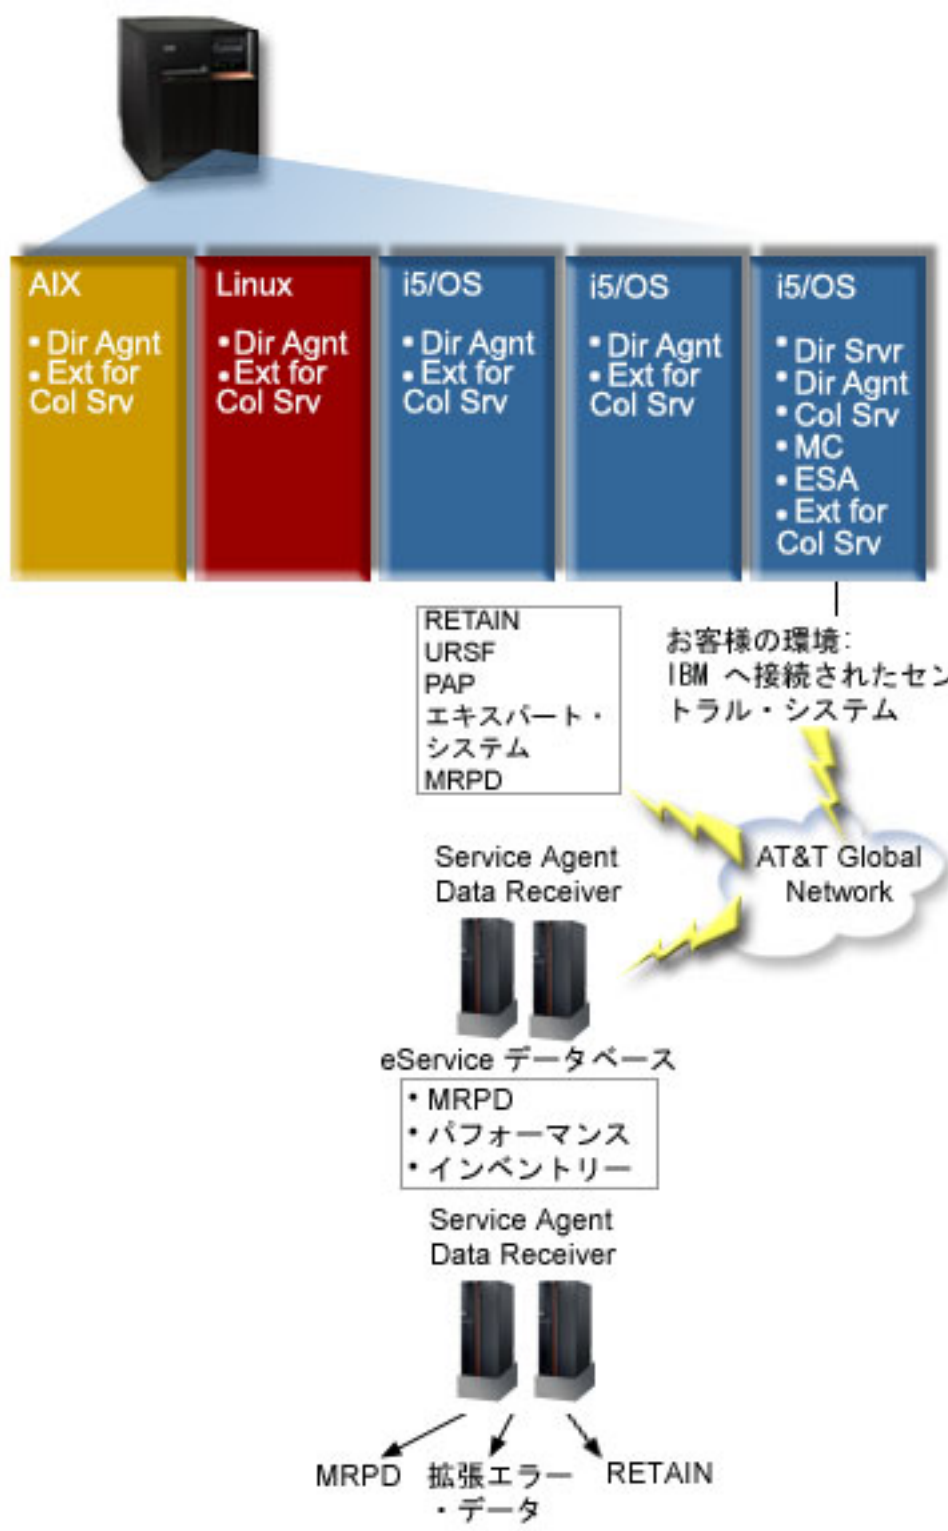 AIX
• Dir Agnt
• Ext for
Col Srv
Linux
• Dir Agnt
• Ext for
Col Srv
i5/OS
• Dir Agnt
• Ext for
Col Srv
i5/OS
• Dir Agnt
• Ext for
Col Srv
i5/OS
• Dir Srvr
• Dir Agnt
• Col Srv
• MC
• ESA
• Ext for
Col Srv
RETAIN
URSF
PAP
エキスパート・
システム
MRPD
お客様の環境:
IBM へ接続されたセン
トラル・システム
AT&T Global
Network
Service Agent
Data Receiver
eService データベース
• MRPD
• パフォーマンス
• インベントリー
Service Agent
Data Receiver
MRPD
拡張エラー
・データ
RETAIN